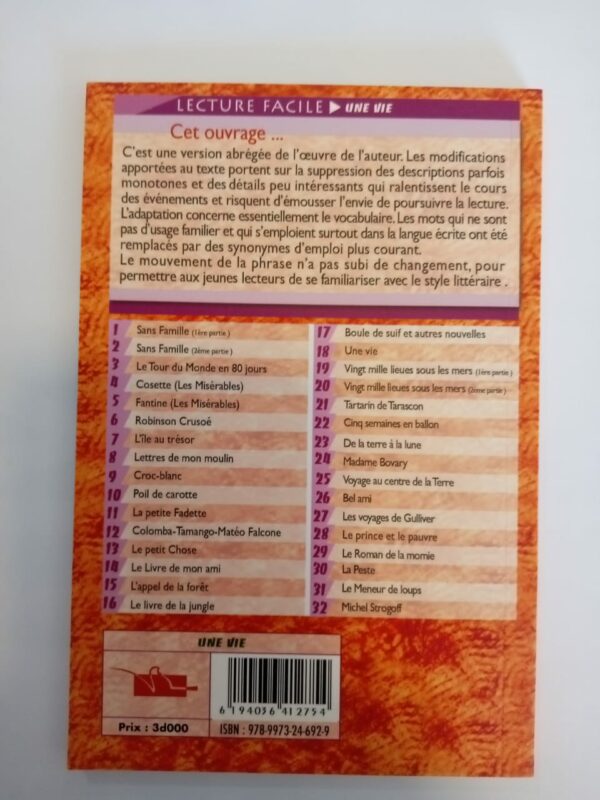 LECTURE FACILE ▶ UNE VIE
Cet ouvrage ...
C'est une version abrégée de l'œuvre de l'auteur. Les modifications
apportées au texte portent sur la suppression des descriptions parfois
monotones et des détails peu intéressants qui ralentissent le cours
des événements et risquent d'émousser l'envie de poursuivre la lecture.
L'adaptation concerne essentiellement le vocabulaire. Les mots qui ne sont
pas d'usage familier et qui s'emploient surtout dans la langue écrite ont été
remplacés par des synonymes d'emploi plus courant.
Le mouvement de la phrase n'a pas subi de changement, pour
permettre aux jeunes lecteurs de se familiariser avec le style littéraire .
1 Sans Famille (1ère partie )
2 Sans Famille (2ème partie )
3 Le Tour du Monde en 80 jours
4 Cosette (Les Misérables)
5 Fantine (Les Misérables)
6 Robinson Crusoé
7 L'île au trésor
8 Lettres de mon moulin
9 Croc-blanc
10 Poil de carotte
11 La petite Fadette
12 Colomba-Tamango-Matéo Falcone
13 Le petit Chose
14 Le Livre de mon ami
15 L'appel de la forêt
16 Le livre de la jungle
17 Boule de suif et autres nouvelles
18 Une vie
19 Vingt mille lieues sous les mers (1ère partie )
20 Vingt mille lieues sous les mers (2ème partie )
21 Tartarin de Tarascon
22 Cinq semaines en ballon
23 De la terre à la lune
24 Madame Bovary
25 Voyage au centre de la Terre
26 Bel ami
27 Les voyages de Gulliver
28 Le prince et le pauvre
29 Le Roman de la momie
30 La Peste
31 Le Meneur de loups
32 Michel Strogoff
UNE VIE
6 194036 412754
Prix : 3d000
ISBN : 978-9973-24-692-9